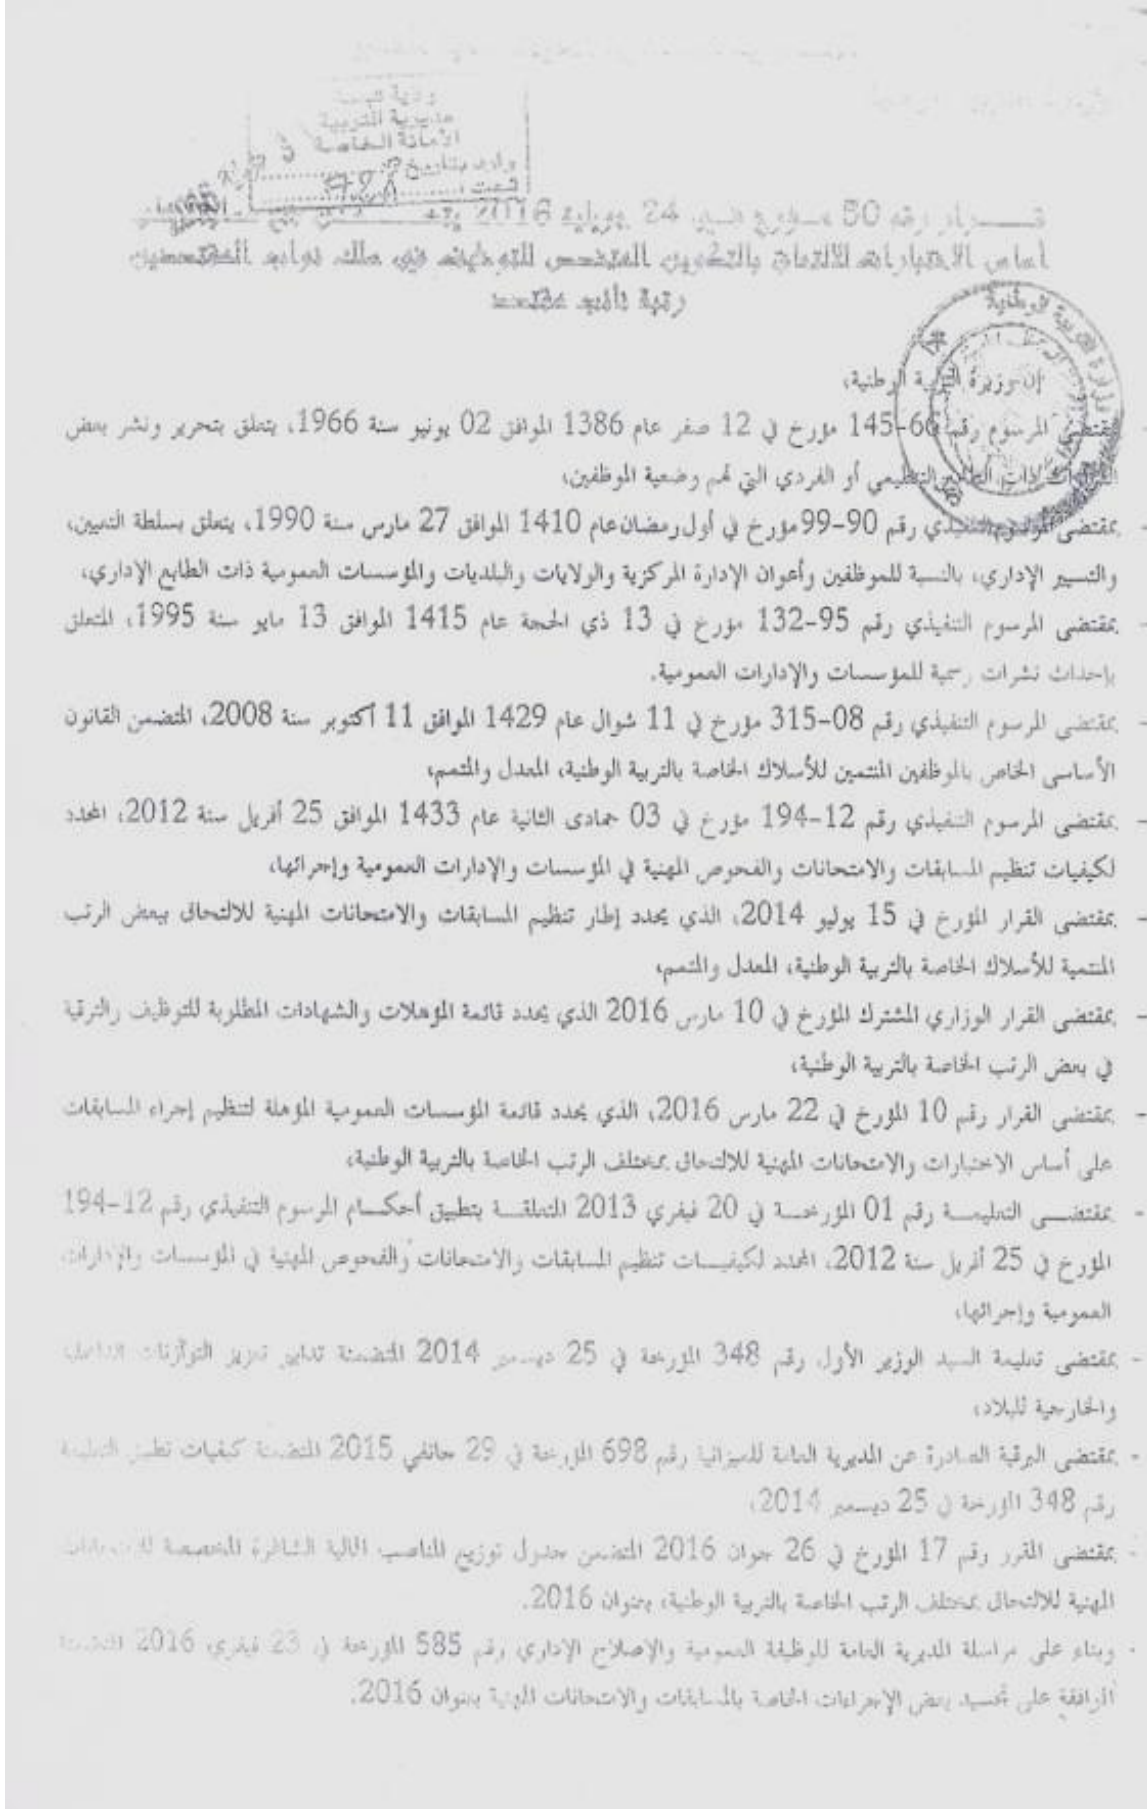 مديرية التربية
الأمانة الخاصة
وارد بتاريخ
قرار رقم 50 مؤرخ في 24 جويلية 2016
أساس الاختبارات للالتحاق بالتكوين المتخصص للتوظيف في سلك نواب المقتصدين
رتبة نائب مقتصد
وزارة التربية الوطنية
إن وزيرة التربية الوطنية،
بمقتضى المرسوم رقم 66-145 مؤرخ في 12 صفر عام 1386 الموافق 02 يونيو سنة 1966، يتعلق بتحرير ونشر بعض
القرارات ذات الطابع التنظيمي أو الفردي التي تهم وضعية الموظفين،
- بمقتضى المرسوم التنفيذي رقم 90-99 مؤرخ في أول رمضان عام 1410 الموافق 27 مارس سنة 1990، يتعلق بسلطة التعيين،
والتسيير الإداري، بالنسبة للموظفين وأعوان الإدارة المركزية والولايات والبلديات والمؤسسات العمومية ذات الطابع الإداري،
- بمقتضى المرسوم التنفيذي رقم 95-132 مؤرخ في 13 ذي الحجة عام 1415 الموافق 13 مايو سنة 1995، المتعلق
بإحداث نشرات رسمية للمؤسسات والإدارات العمومية.
- بمقتضى المرسوم التنفيذي رقم 08-315 مؤرخ في 11 شوال عام 1429 الموافق 11 أكتوبر سنة 2008، المتضمن القانون
الأساسي الخاص بالموظفين المنتمين للأسلاك الخاصة بالتربية الوطنية، المعدل والمتمم،
- بمقتضى المرسوم التنفيذي رقم 12-194 مؤرخ في 03 جمادى الثانية عام 1433 الموافق 25 أفريل سنة 2012، المحدد
لكيفيات تنظيم المسابقات والامتحانات والفحوص المهنية في المؤسسات والإدارات العمومية وإجرائها،
- بمقتضى القرار المؤرخ في 15 يوليو 2014، الذي يحدد إطار تنظيم المسابقات والامتحانات المهنية للالتحاق ببعض الرتب
المنتمية للأسلاك الخاصة بالتربية الوطنية، المعدل والمتمم،
- بمقتضى القرار الوزاري المشترك المؤرخ في 10 مارس 2016 الذي يحدد قائمة المؤهلات والشهادات المطلوبة للتوظيف والترقية
في بعض الرتب الخاصة بالتربية الوطنية،
- بمقتضى القرار رقم 10 المؤرخ في 22 مارس 2016، الذي يحدد قائمة المؤسسات العمومية المؤهلة لتنظيم إجراء المسابقات
على أساس الاختبارات والامتحانات المهنية للالتحاق بمختلف الرتب الخاصة بالتربية الوطنية،
- بمقتضى التعليمة رقم 01 المؤرخة في 20 فيفري 2013 المتعلقة بتطبيق أحكام المرسوم التنفيذي رقم 12-194
المؤرخ في 25 أفريل سنة 2012، المحدد لكيفيات تنظيم المسابقات والامتحانات والفحوص المهنية في المؤسسات والإدارات
العمومية وإجرائها،
- بمقتضى تعليمة السيد الوزير الأول رقم 348 المؤرخة في 25 ديسمبر 2014 المتضمنة تدابير تعزيز التوازنات الداخلية
والخارجية للبلاد،
- بمقتضى البرقية الصادرة عن المديرية العامة للميزانية رقم 698 المؤرخة في 29 جانفي 2015 المتضمنة كيفيات تطبيق التعليمة
رقم 348 المؤرخة في 25 ديسمبر 2014،
- بمقتضى المقرر رقم 17 المؤرخ في 26 جوان 2016 المتضمن جدول توزيع المناصب المالية الشاغرة المخصصة للامتحانات
المهنية للالتحاق بمختلف الرتب الخاصة بالتربية الوطنية، بعنوان 2016.
- وبناء على مراسلة المديرية العامة للوظيفة العمومية والإصلاح الإداري رقم 585 المؤرخة في 23 فيفري 2016 المتضمنة
الموافقة على تجسيد بعض الإجراءات الخاصة بالمسابقات والامتحانات المهنية بعنوان 2016.